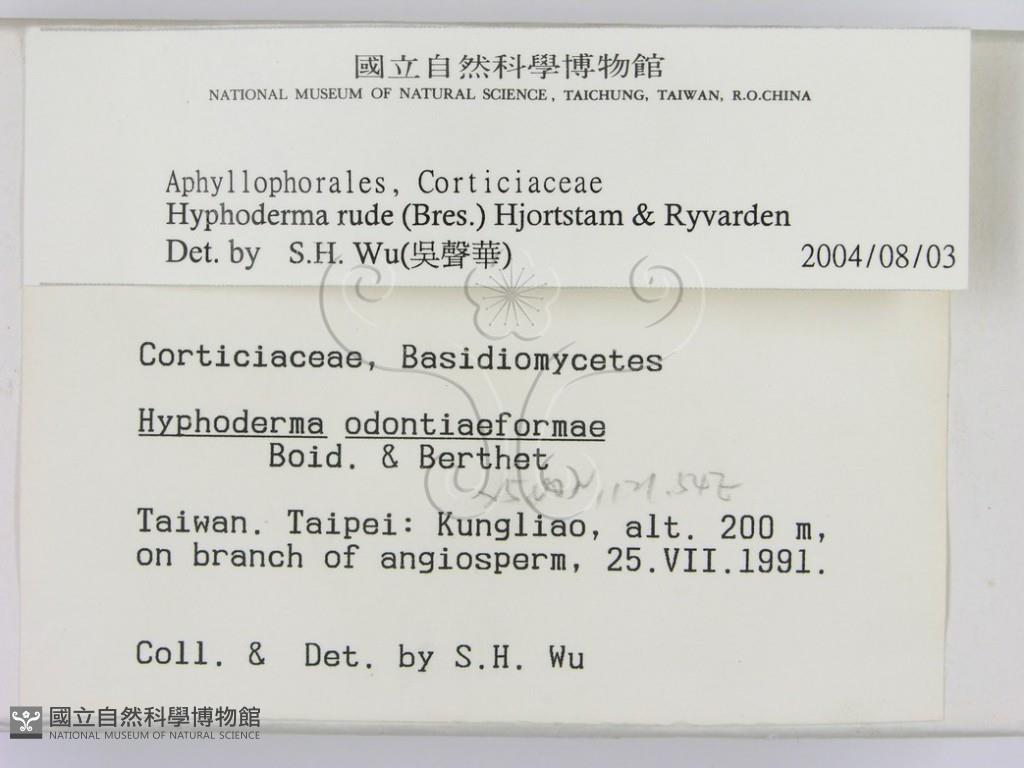 國立自然科學博物館
NATIONAL MUSEUM OF NATURAL SCIENCE, TAICHUNG, TAIWAN, R.O.CHINA
Aphyllophorales, Corticiaceae
Hyphoderma rude (Bres.) Hjortstam & Ryvarden
Det. by S.H. Wu(吳聲華) 2004/08/03
Corticiaceae, Basidiomycetes
Hyphoderma odontiaeformae
Boid. & Berthet
121.54E
Taiwan. Taipei: Kungliao, alt. 200 m,
on branch of angiosperm, 25.VII.1991.
Coll. & Det. by S.H. Wu
國立自然科學博物館
NATIONAL MUSEUM OF NATURAL SCIENCE